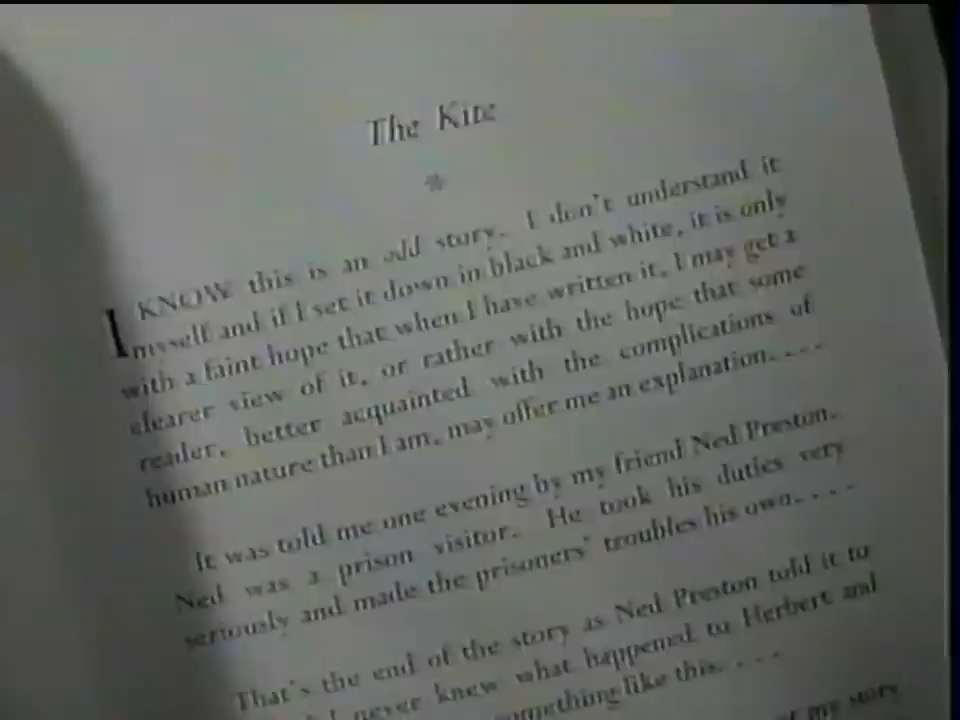 The Kite
*
I KNOW this is an odd story. I don't understand it
myself and if I set it down in black and white, it is only
with a faint hope that when I have written it, I may get a
clearer view of it, or rather with the hope that some
reader, better acquainted with the complications of
human nature than I am, may offer me an explanation. . . .
It was told me one evening by my friend Ned Preston.
Ned was a prison visitor. He took his duties very
seriously and made the prisoners' troubles his own. . . .
That's the end of the story as Ned Preston told it to
I never knew what happened to Herbert and
something like this. . . .
my story